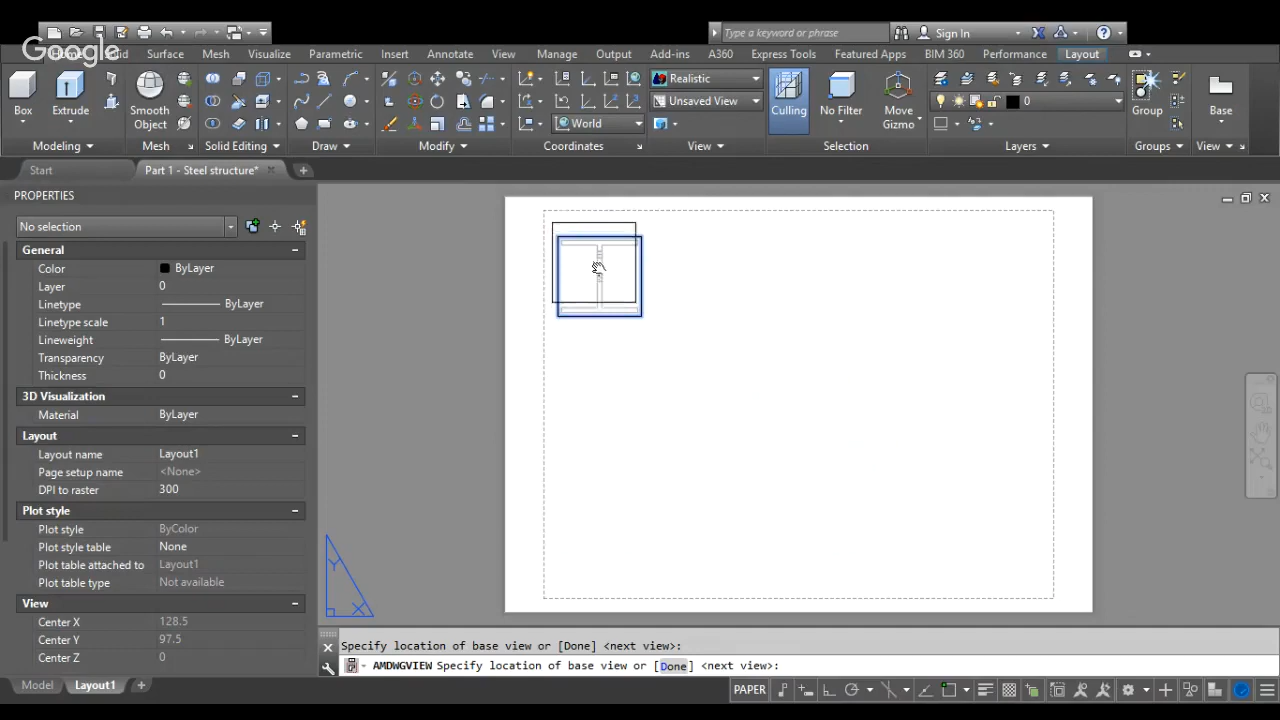 Google
Type a keyword or phrase
Sign In
Solid
Surface
Mesh
Visualize
Parametric
Insert
Annotate
View
Manage
Output
Add-ins
A360
Express Tools
Featured Apps
BIM 360
Performance
Layout
Box
Extrude
Smooth
Object
Realistic
Unsaved View
World
Culling
No Filter
Move
Gizmo
0
Group
Base
Modeling
Mesh
Solid Editing
Draw
Modify
Coordinates
View
Selection
Layers
Groups
View
Start
Part 1 - Steel structure*
PROPERTIES
No selection
General
Color ByLayer
Layer 0
Linetype ByLayer
Linetype scale 1
Lineweight ByLayer
Transparency ByLayer
Thickness 0
3D Visualization
Material ByLayer
Layout
Layout name Layout1
Page setup name <None>
DPI to raster 300
Plot style
Plot style ByColor
Plot style table None
Plot table attached to Layout1
Plot table type Not available
View
Center X 128.5
Center Y 97.5
Center Z 0
Y
X
Specify location of base view or [Done] <next view>:
AMDWGVIEW Specify location of base view or [Done] <next view>:
Model
Layout1
PAPER